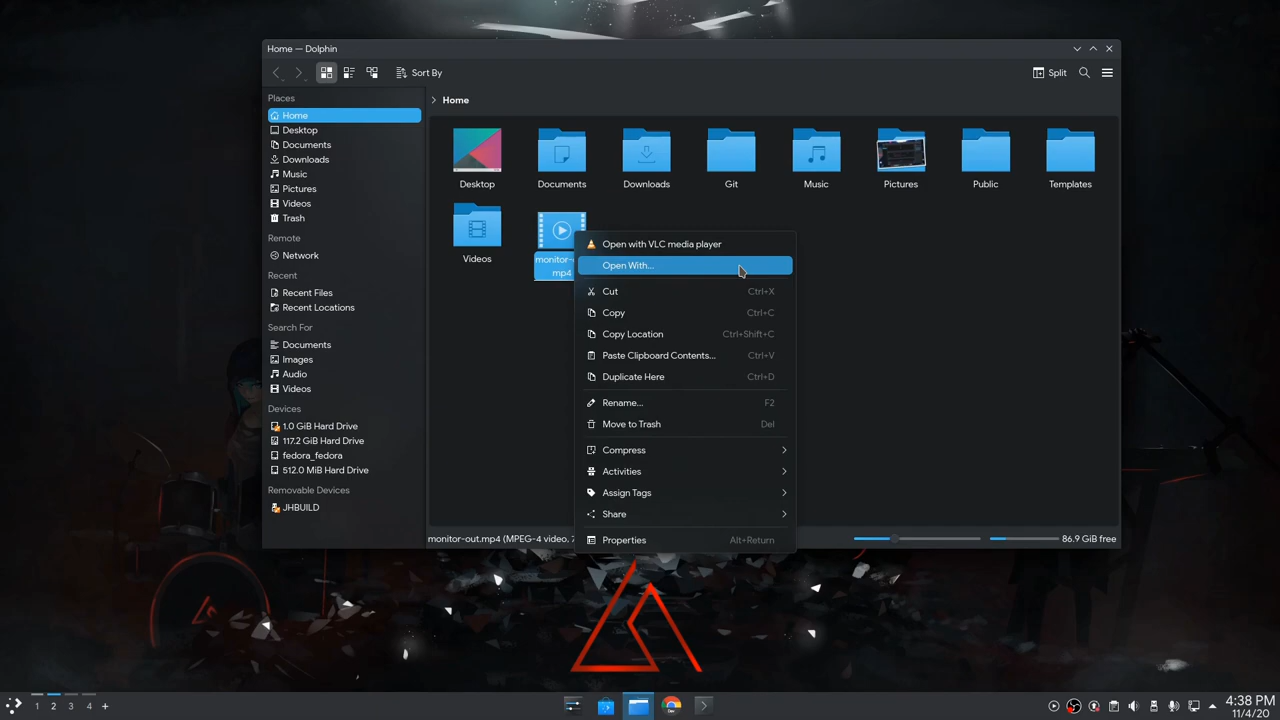 Home — Dolphin
Sort By
Split
Places
Home
Desktop
Documents
Downloads
Music
Pictures
Videos
Trash
Remote
Network
Recent
Recent Files
Recent Locations
Search For
Documents
Images
Audio
Videos
Devices
1.0 GiB Hard Drive
117.2 GiB Hard Drive
fedora_fedora
512.0 MiB Hard Drive
Removable Devices
JHBUILD
Home
Desktop
Documents
Downloads
Git
Music
Pictures
Public
Templates
Videos
monitor-
mp4
Open with VLC media player
Open With...
Cut Ctrl+X
Copy Ctrl+C
Copy Location Ctrl+Shift+C
Paste Clipboard Contents... Ctrl+V
Duplicate Here Ctrl+D
Rename... F2
Move to Trash Del
Compress
Activities
Assign Tags
Share
Properties Alt+Return
monitor-out.mp4 (MPEG-4 video,
86.9 GiB free
1 2 3 4 +
Dev
4:38 PM
11/4/20